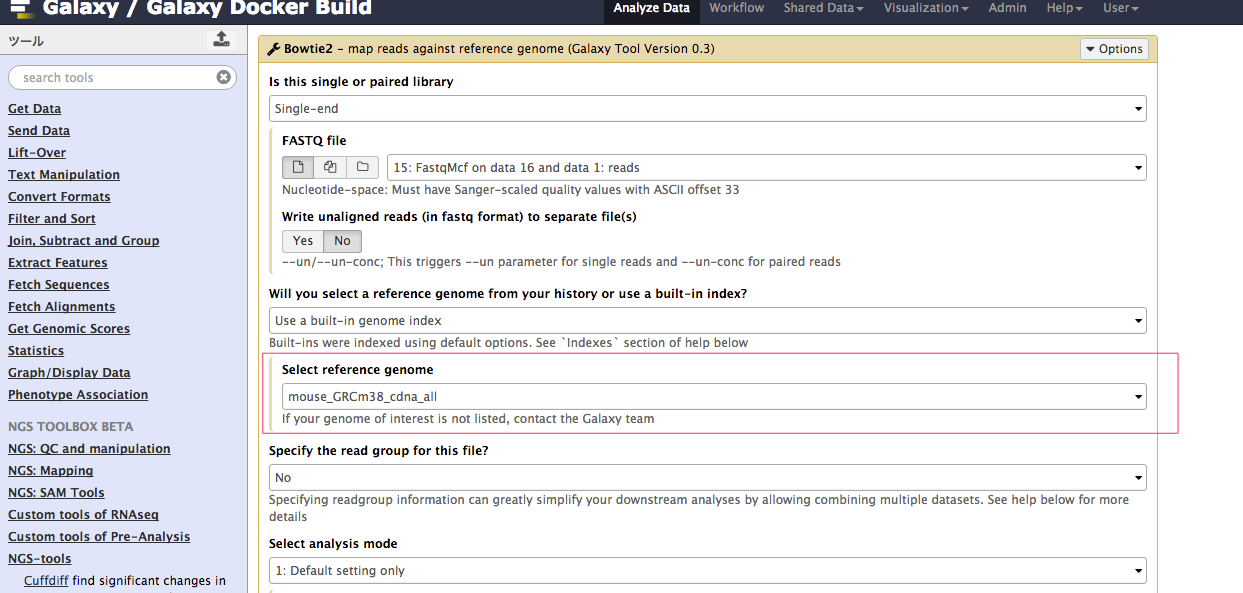 Galaxy / Galaxy Docker Build
Analyze Data Workflow Shared Data Visualization Admin Help User
ツール
search tools
Get Data
Send Data
Lift-Over
Text Manipulation
Convert Formats
Filter and Sort
Join, Subtract and Group
Extract Features
Fetch Sequences
Fetch Alignments
Get Genomic Scores
Statistics
Graph/Display Data
Phenotype Association
NGS TOOLBOX BETA
NGS: QC and manipulation
NGS: Mapping
NGS: SAM Tools
Custom tools of RNAseq
Custom tools of Pre-Analysis
NGS-tools
Cuffdiff find significant changes in
Bowtie2 - map reads against reference genome (Galaxy Tool Version 0.3)
Options
Is this single or paired library
Single-end
FASTQ file
15: FastqMcf on data 16 and data 1: reads
Nucleotide-space: Must have Sanger-scaled quality values with ASCII offset 33
Write unaligned reads (in fastq format) to separate file(s)
Yes No
--un/--un-conc; This triggers --un parameter for single reads and --un-conc for paired reads
Will you select a reference genome from your history or use a built-in index?
Use a built-in genome index
Built-ins were indexed using default options. See `Indexes` section of help below
Select reference genome
mouse_GRCm38_cdna_all
If your genome of interest is not listed, contact the Galaxy team
Specify the read group for this file?
No
Specifying readgroup information can greatly simplify your downstream analyses by allowing combining multiple datasets. See help below for more
details
Select analysis mode
1: Default setting only